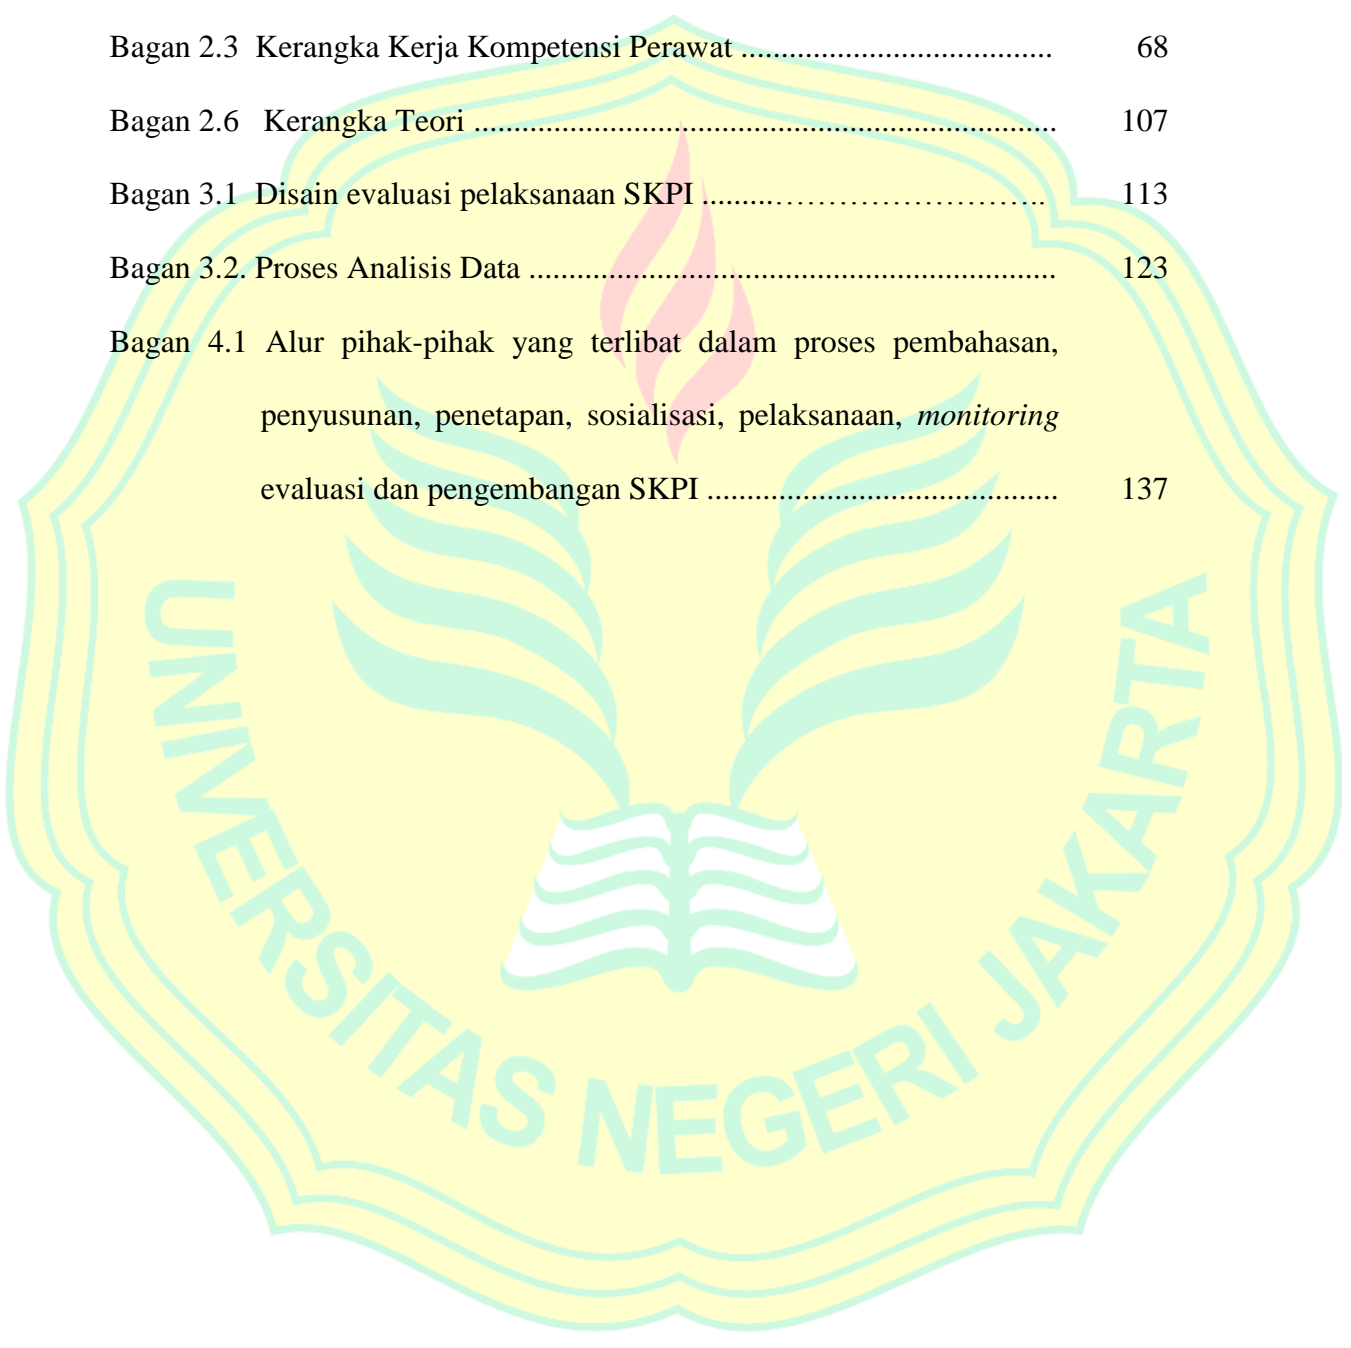 Bagan 2.3 Kerangka Kerja Kompetensi Perawat ....................................... 68
Bagan 2.6 Kerangka Teori ......................................................................... 107
Bagan 3.1 Disain evaluasi pelaksanaan SKPI .........………………………. 113
Bagan 3.2. Proses Analisis Data .................................................................. 123
Bagan 4.1 Alur pihak-pihak yang terlibat dalam proses pembahasan,
penyusunan, penetapan, sosialisasi, pelaksanaan, monitoring
evaluasi dan pengembangan SKPI ............................................ 137
UNIVERSITAS NEGERI JAKARTA